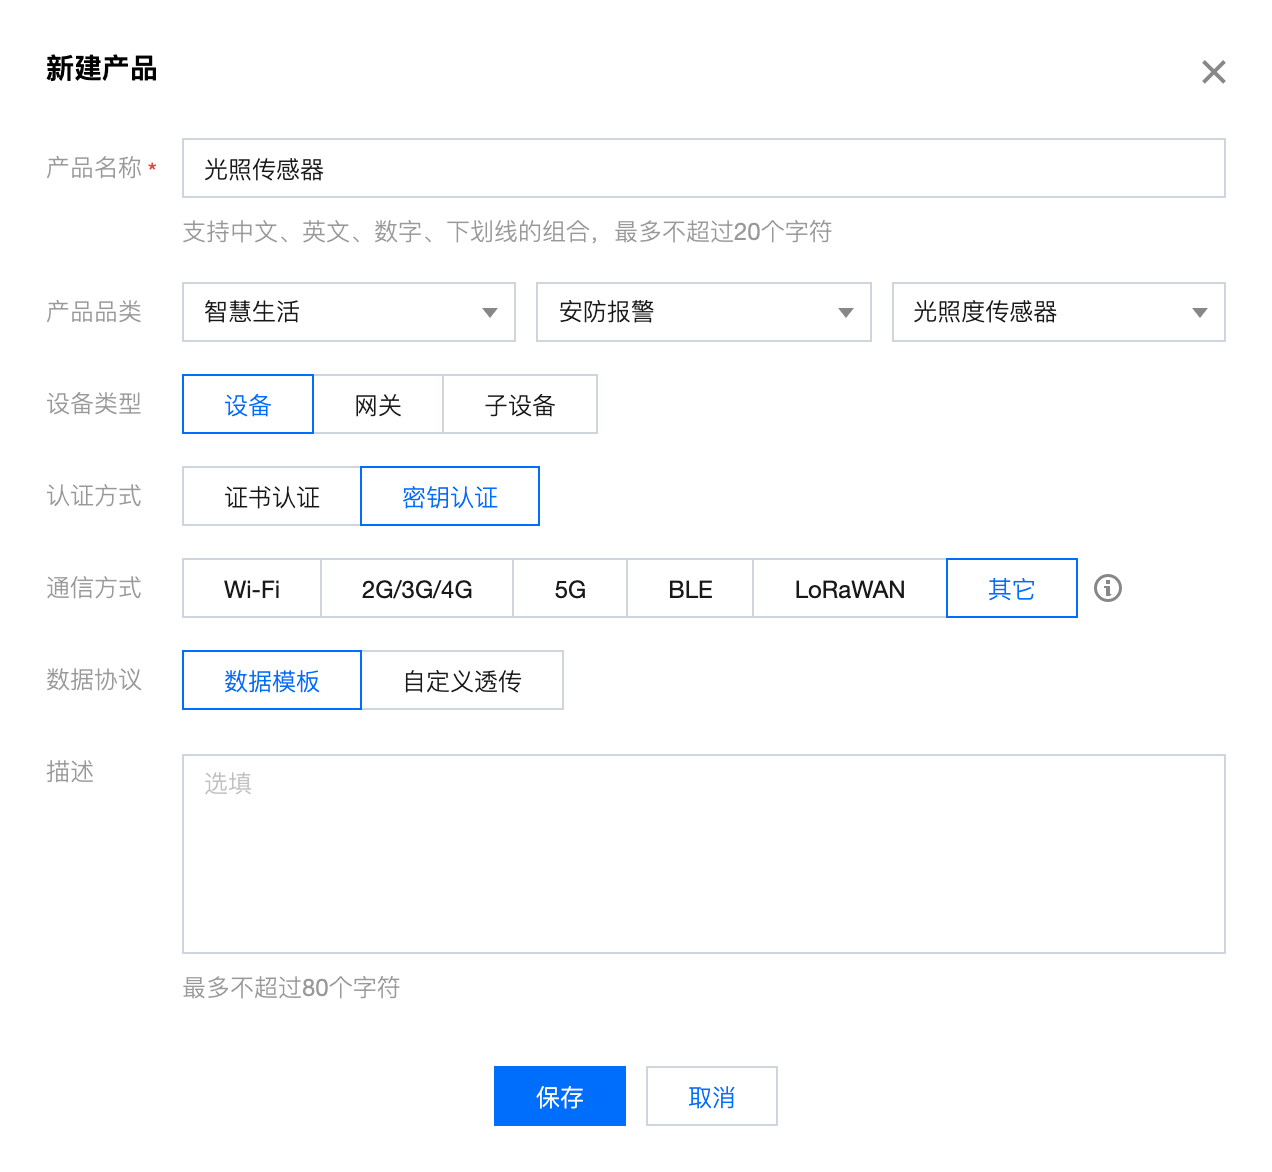 新建产品
产品名称 * 光照传感器
支持中文、英文、数字、下划线的组合，最多不超过20个字符
产品品类 智慧生活 安防报警 光照度传感器
设备类型 设备 网关 子设备
认证方式 证书认证 密钥认证
通信方式 Wi-Fi 2G/3G/4G 5G BLE LoRaWAN 其它
数据协议 数据模板 自定义透传
描述 选填
最多不超过80个字符
保存 取消